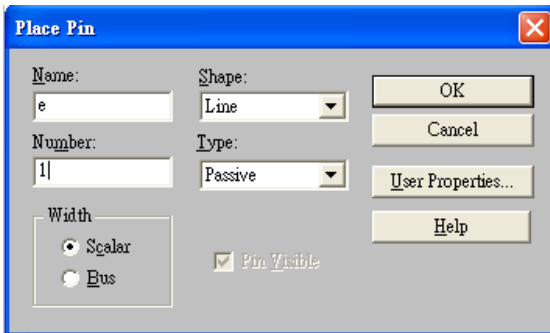 Place Pin
Name:
e
Number:
1
Width
Scalar
Bus
Shape:
Line
Type:
Passive
Pin Visible
OK
Cancel
User Properties...
Help